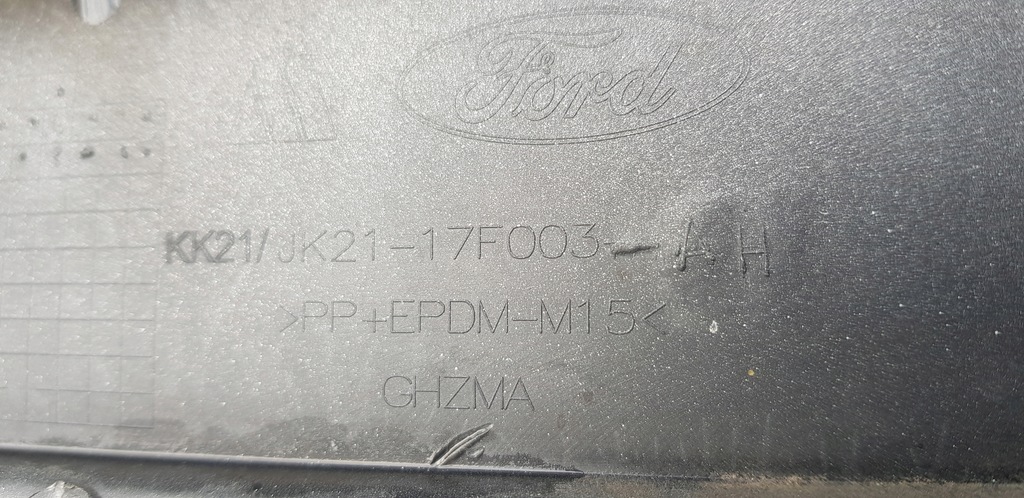 Ford
KK21/JK21-17F003--AH
>PP+EPDM-M15<
GHZMA